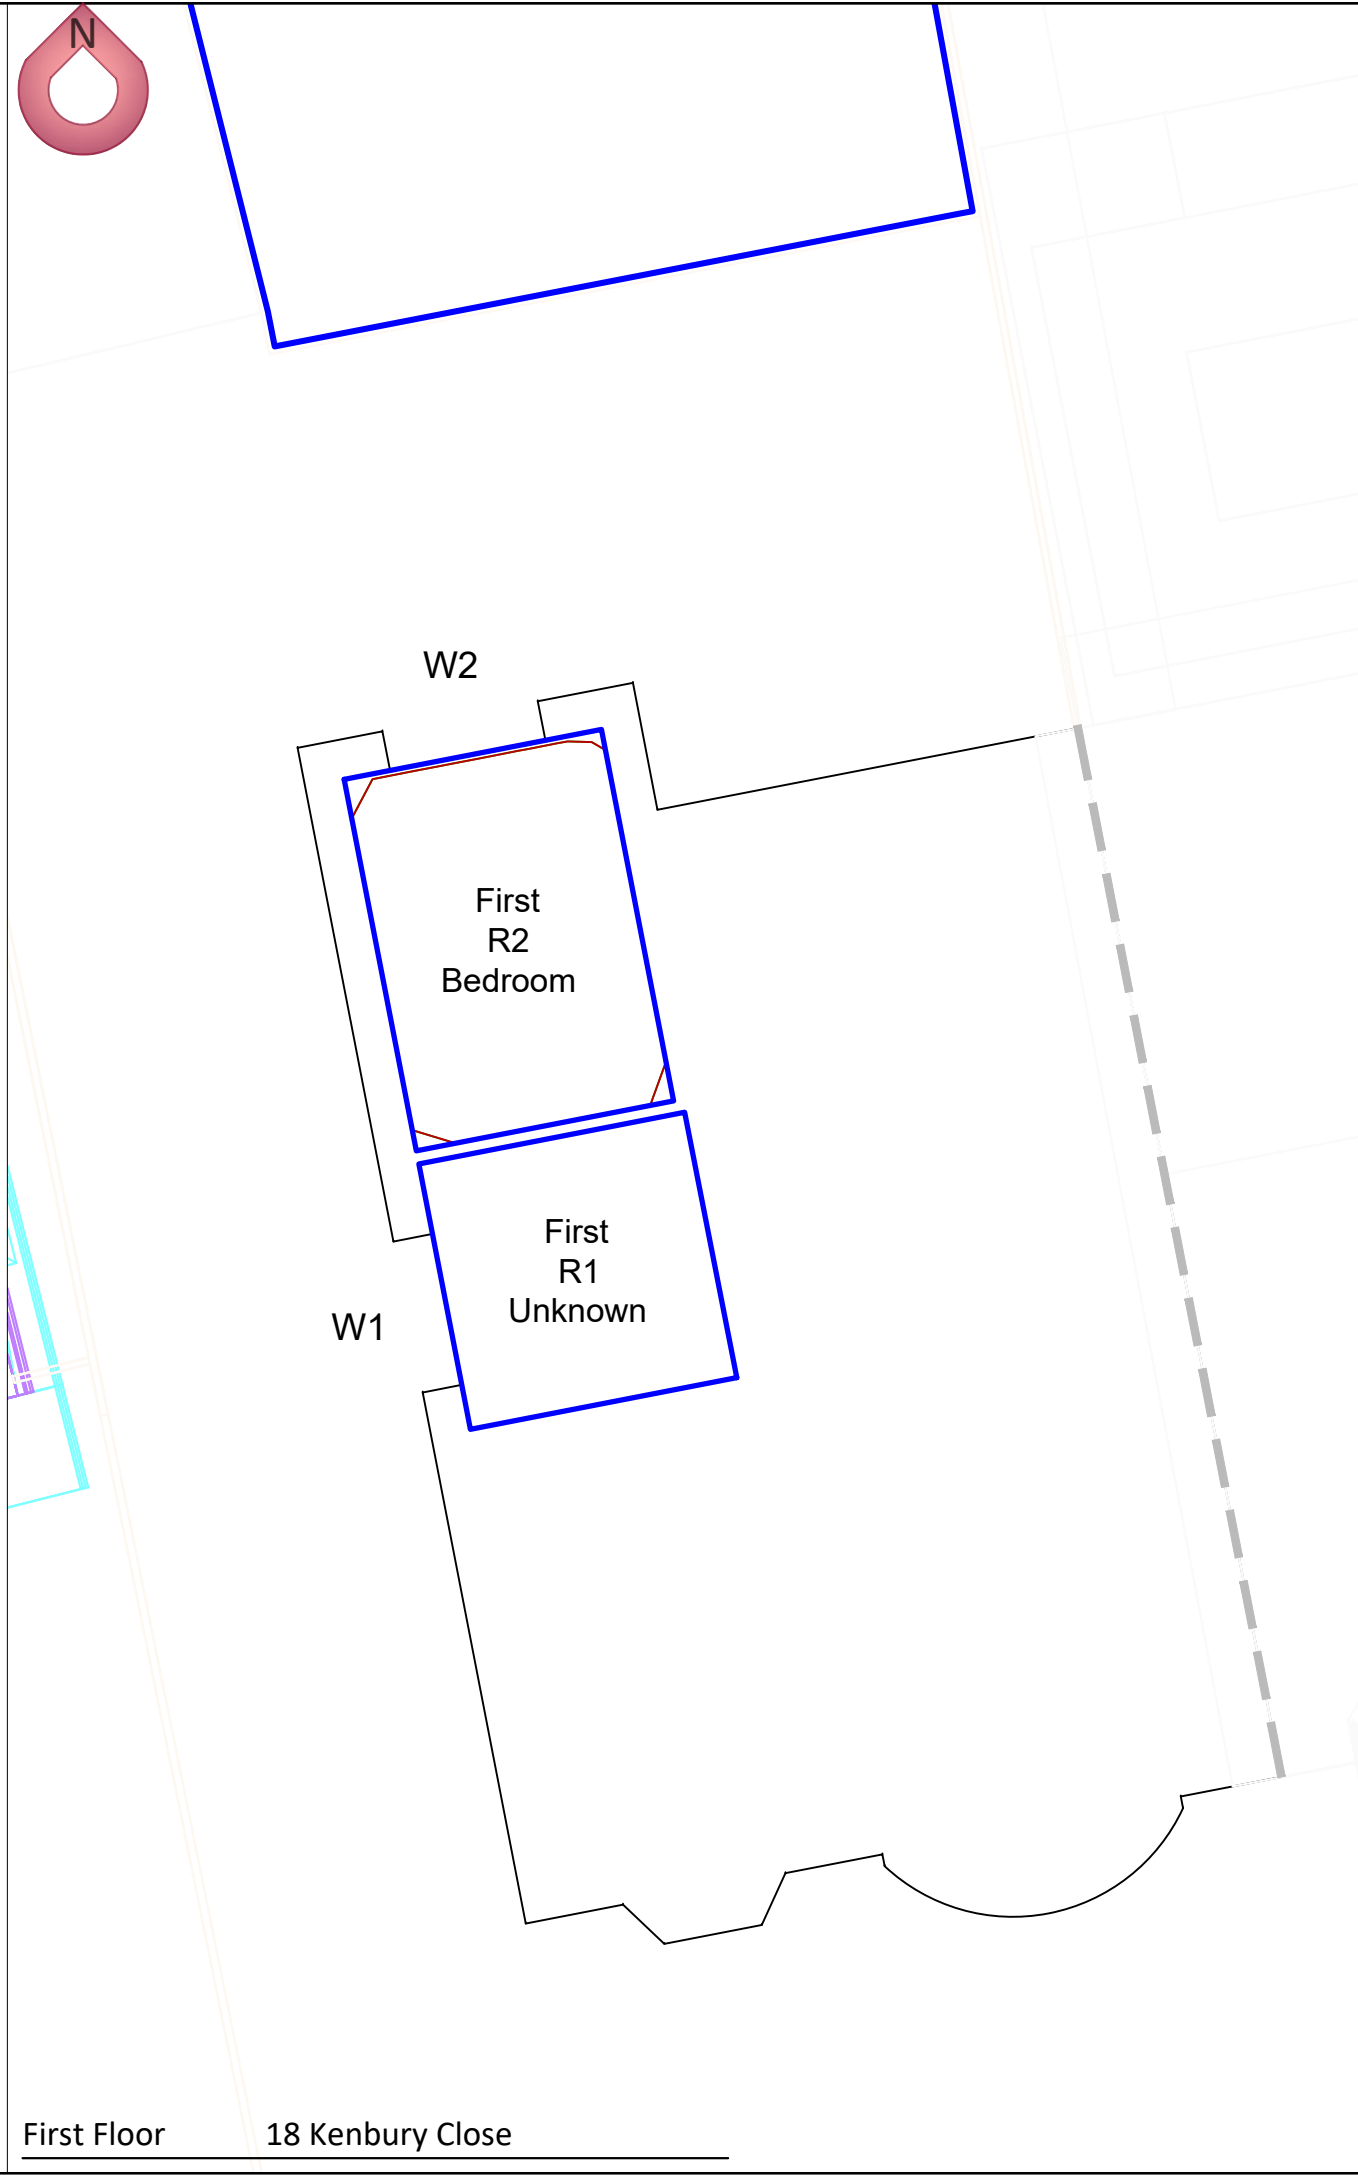 N
W2
First
R2
Bedroom
First
R1
Unknown
W1
First Floor 18 Kenbury Close